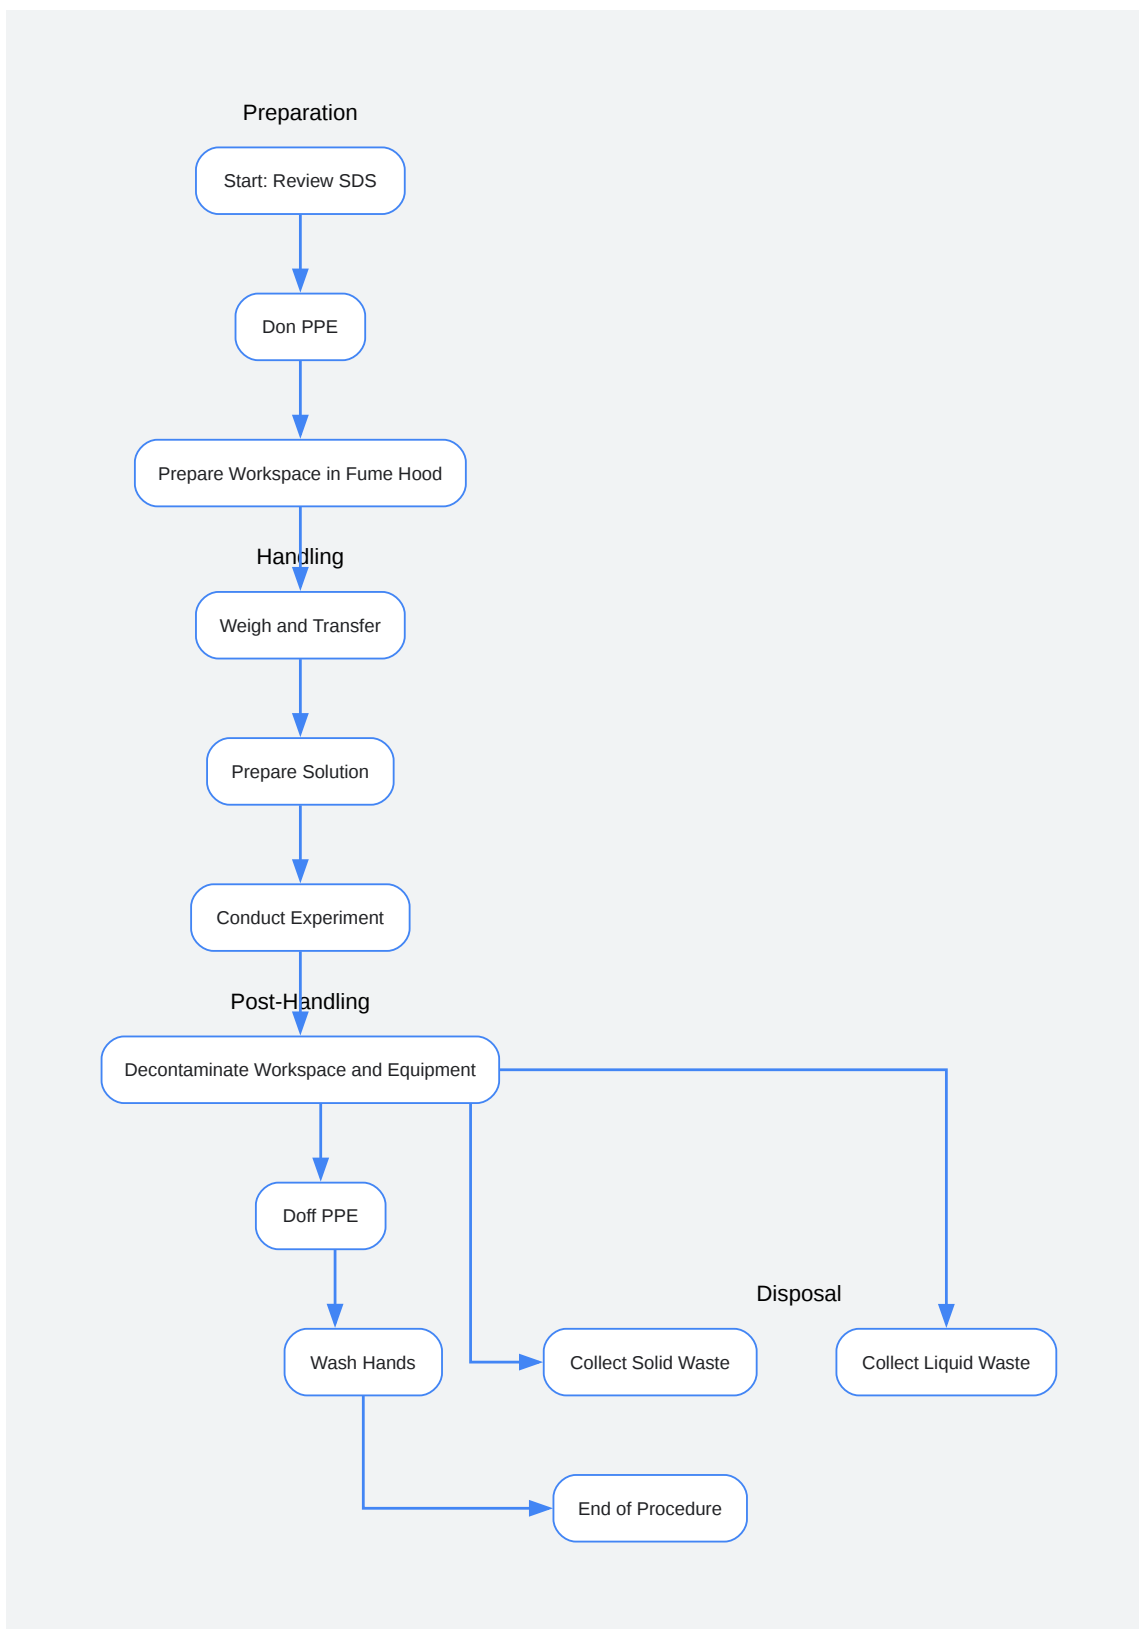 Preparation
Start: Review SDS
Don PPE
Prepare Workspace in Fume Hood
Handling
Weigh and Transfer
Prepare Solution
Conduct Experiment
Post-Handling
Decontaminate Workspace and Equipment
Doff PPE
Disposal
Wash Hands
Collect Solid Waste
Collect Liquid Waste
End of Procedure